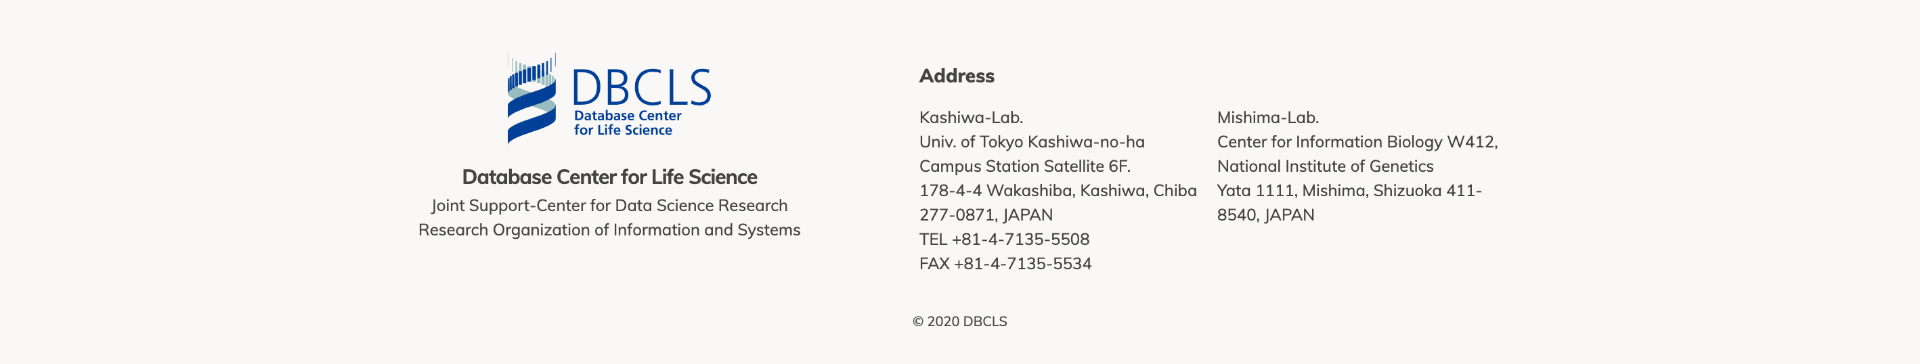 DBCLS
Database Center
for Life Science
Database Center for Life Science
Joint Support-Center for Data Science Research
Research Organization of Information and Systems
Address
Kashiwa-Lab.
Univ. of Tokyo Kashiwa-no-ha
Campus Station Satellite 6F.
178-4-4 Wakashiba, Kashiwa, Chiba
277-0871, JAPAN
TEL +81-4-7135-5508
FAX +81-4-7135-5534
Mishima-Lab.
Center for Information Biology W412,
National Institute of Genetics
Yata 1111, Mishima, Shizuoka 411-
8540, JAPAN
© 2020 DBCLS